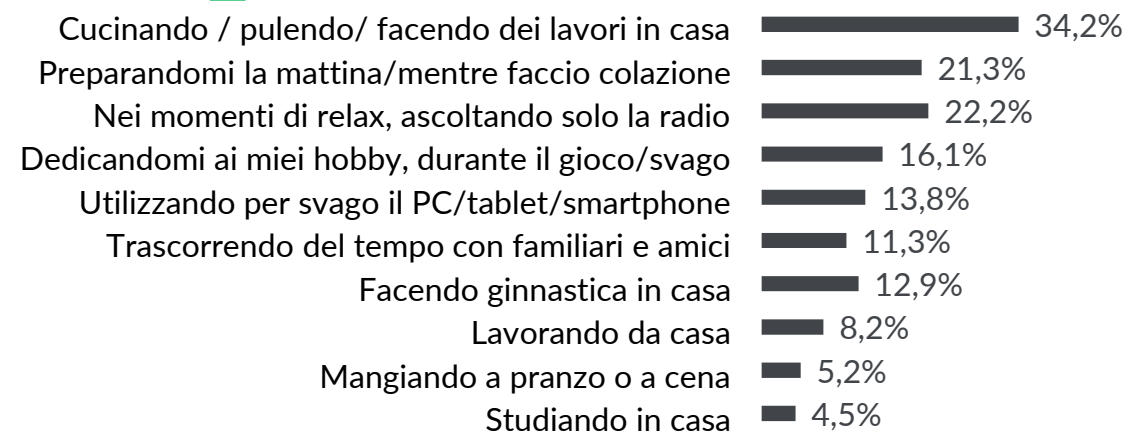 Cucinando / pulendo/ facendo dei lavori in casa 34,2%
Preparandomi la mattina/mentre faccio colazione 21,3%
Nei momenti di relax, ascoltando solo la radio 22,2%
Dedicandomi ai miei hobby, durante il gioco/svago 16,1%
Utilizzando per svago il PC/tablet/smartphone 13,8%
Trascorrendo del tempo con familiari e amici 11,3%
Facendo ginnastica in casa 12,9%
Lavorando da casa 8,2%
Mangiando a pranzo o a cena 5,2%
Studiando in casa 4,5%